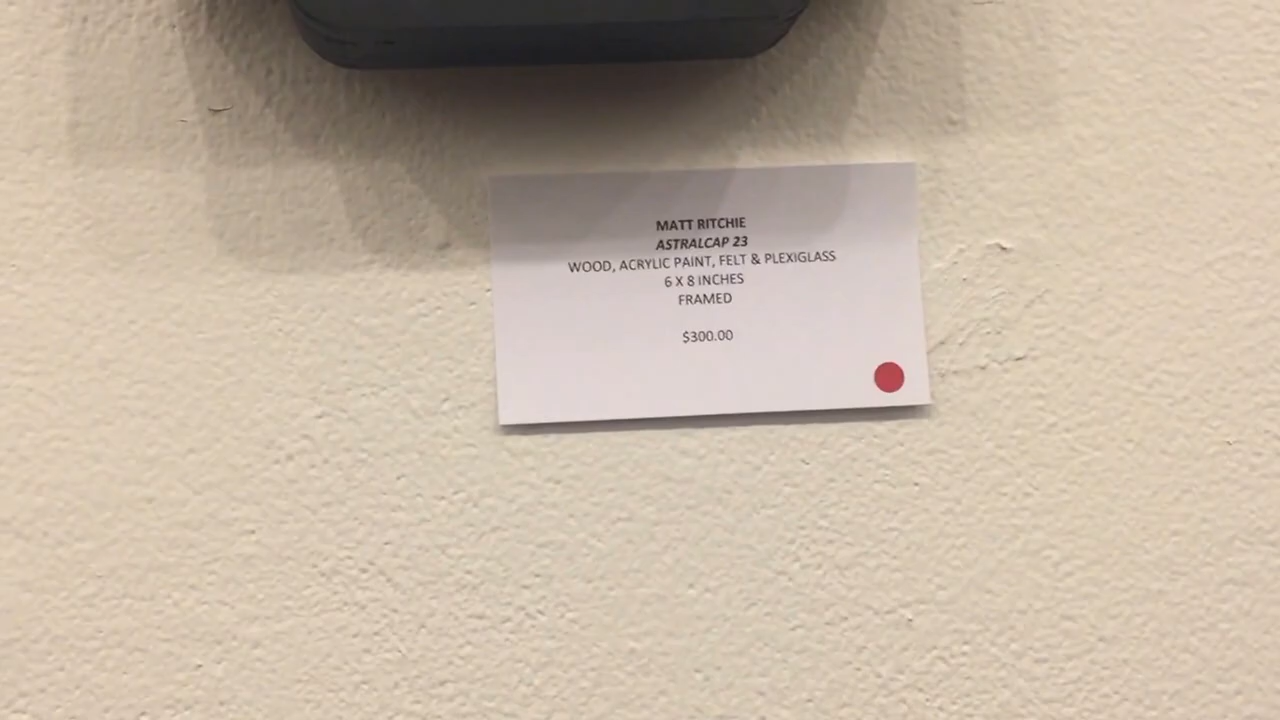 MATT RITCHIE
ASTRALCAP 23
WOOD, ACRYLIC PAINT, FELT & PLEXIGLASS
6 X 8 INCHES
FRAMED
$300.00